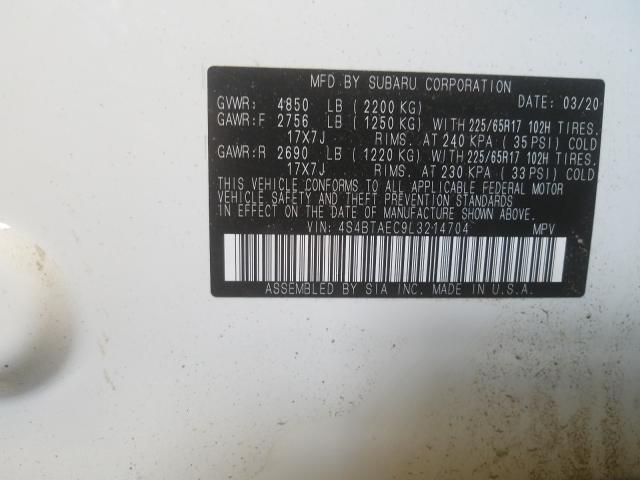 MFD BY SUBARU CORPORATION
GVWR: 4850 LB ( 2200 KG) DATE: 03/20
GAWR:F 2756 LB ( 1250 KG) WITH 225/65R17 102H TIRES.
17X7J RIMS. AT 240 KPA ( 35 PSI) COLD
GAWR:R 2690 LB ( 1220 KG) WITH 225/65R17 102H TIRES.
17X7J RIMS. AT 230 KPA ( 33 PSI) COLD
THIS VEHICLE CONFORMS TO ALL APPLICABLE FEDERAL MOTOR
VEHICLE SAFETY AND THEFT PREVENTION STANDARDS
IN EFFECT ON THE DATE OF MANUFACTURE SHOWN ABOVE.
VIN: 4S4BTAEC9L3214704 MPV
ASSEMBLED BY SIA INC. MADE IN U.S.A.